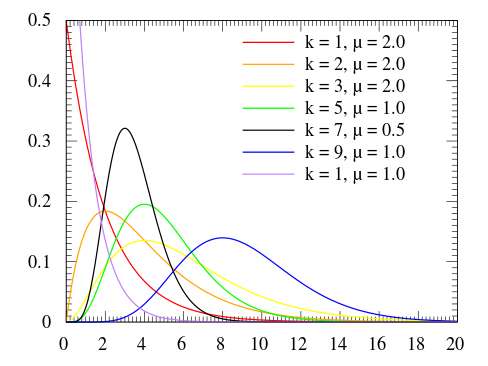 0.5
k = 1, μ = 2.0
k = 2, μ = 2.0
0.4
k = 3, μ = 2.0
k = 5, μ = 1.0
k = 7, μ = 0.5
0.3
k = 9, μ = 1.0
k = 1, μ = 1.0
0.2
0.1
0
0 2 4 6 8 10 12 14 16 18 20